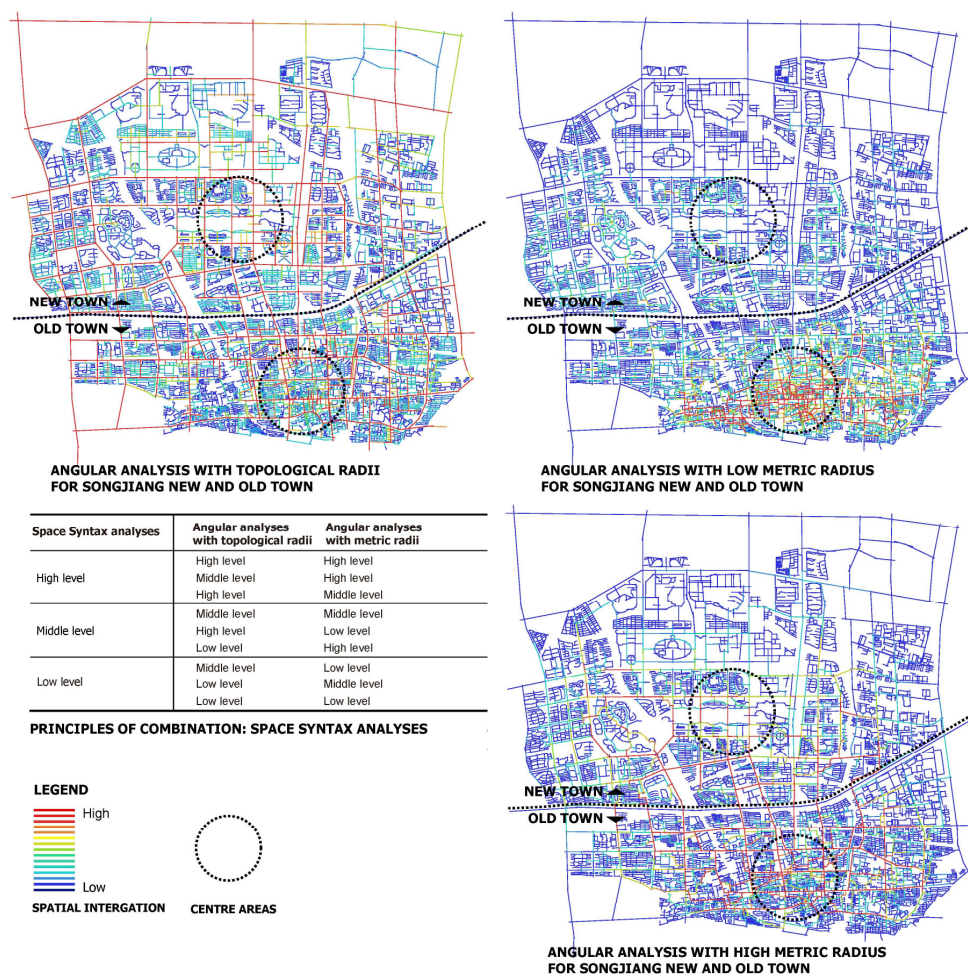 NEW TOWN
OLD TOWN
ANGULAR ANALYSIS WITH TOPOLOGICAL RADII
FOR SONGJIANG NEW AND OLD TOWN
NEW TOWN
OLD TOWN
ANGULAR ANALYSIS WITH LOW METRIC RADIUS
FOR SONGJIANG NEW AND OLD TOWN
Space Syntax analyses Angular analyses with topological radii Angular analyses with metric radii
High level High level High level
Middle level High level
High level Middle level
Middle level Middle level Middle level
High level Low level
Low level High level
Low level Middle level Low level
Low level Middle level
Low level Low level
PRINCIPLES OF COMBINATION: SPACE SYNTAX ANALYSES
LEGEND
High
Low
SPATIAL INTERGATION
CENTRE AREAS
NEW TOWN
OLD TOWN
ANGULAR ANALYSIS WITH HIGH METRIC RADIUS
FOR SONGJIANG NEW AND OLD TOWN